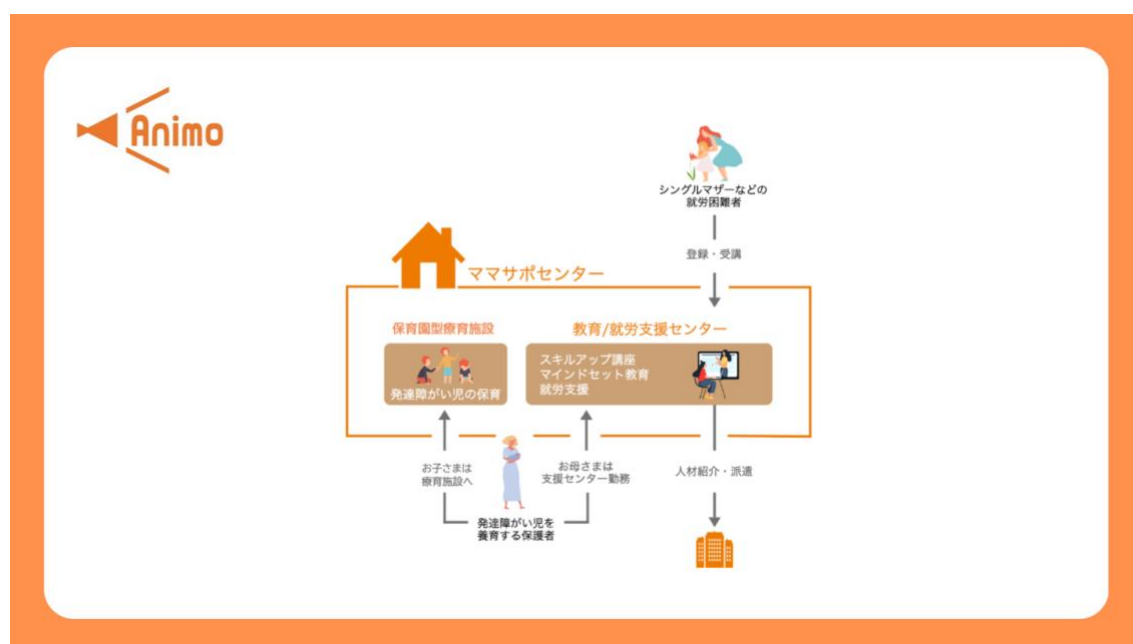 Animo
シングルマザーなどの
就労困難者
登録・受講
ママサポセンター
保育園型療育施設
発達障がい児の保育
教育/就労支援センター
スキルアップ講座
マインドセット教育
就労支援
お子さまは
療育施設へ
お母さまは
支援センター勤務
発達障がい児を
養育する保護者
人材紹介・派遣